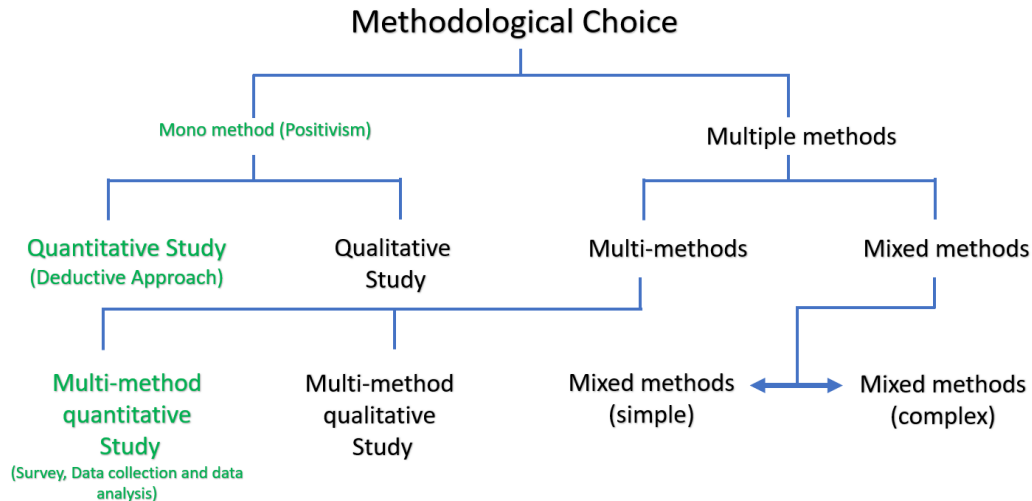 Methodological Choice
Mono method (Positivism)
Multiple methods
Quantitative Study
(Deductive Approach)
Qualitative
Study
Multi-methods
Mixed methods
Multi-method
quantitative
Study
(Survey, Data collection and data
analysis)
Multi-method
qualitative
Study
Mixed methods
(simple)
Mixed methods
(complex)